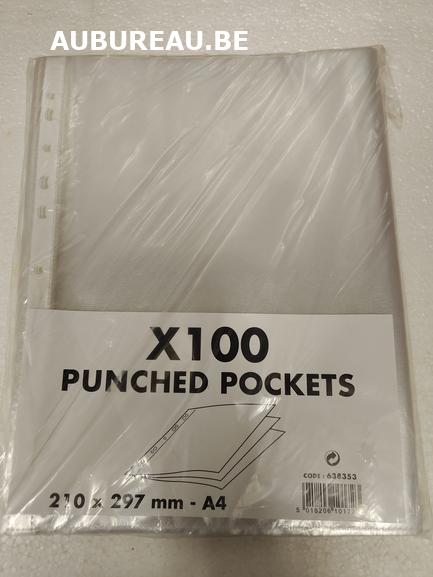 AUBUREAU.BE
X100
PUNCHED POCKETS
210 x 297 mm - A4
CODE : 638353